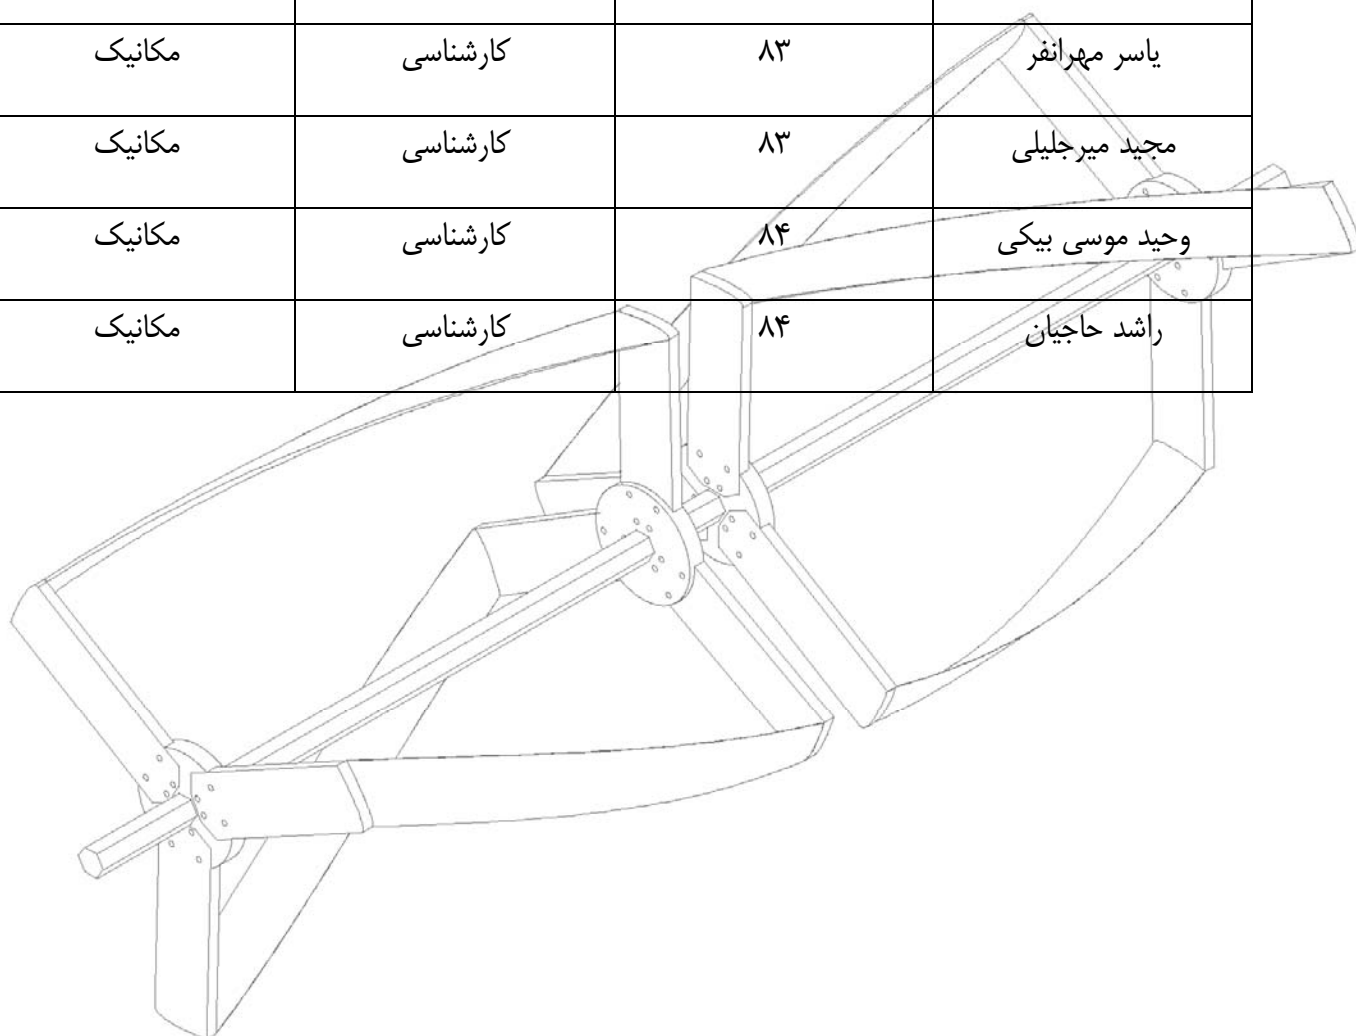 یاسر مهرانفر ۸۳ کارشناسی مکانیک
مجید میرجلیلی ۸۳ کارشناسی مکانیک
وحید موسی بیکی ۸۴ کارشناسی مکانیک
راشد حاجیان ۸۴ کارشناسی مکانیک